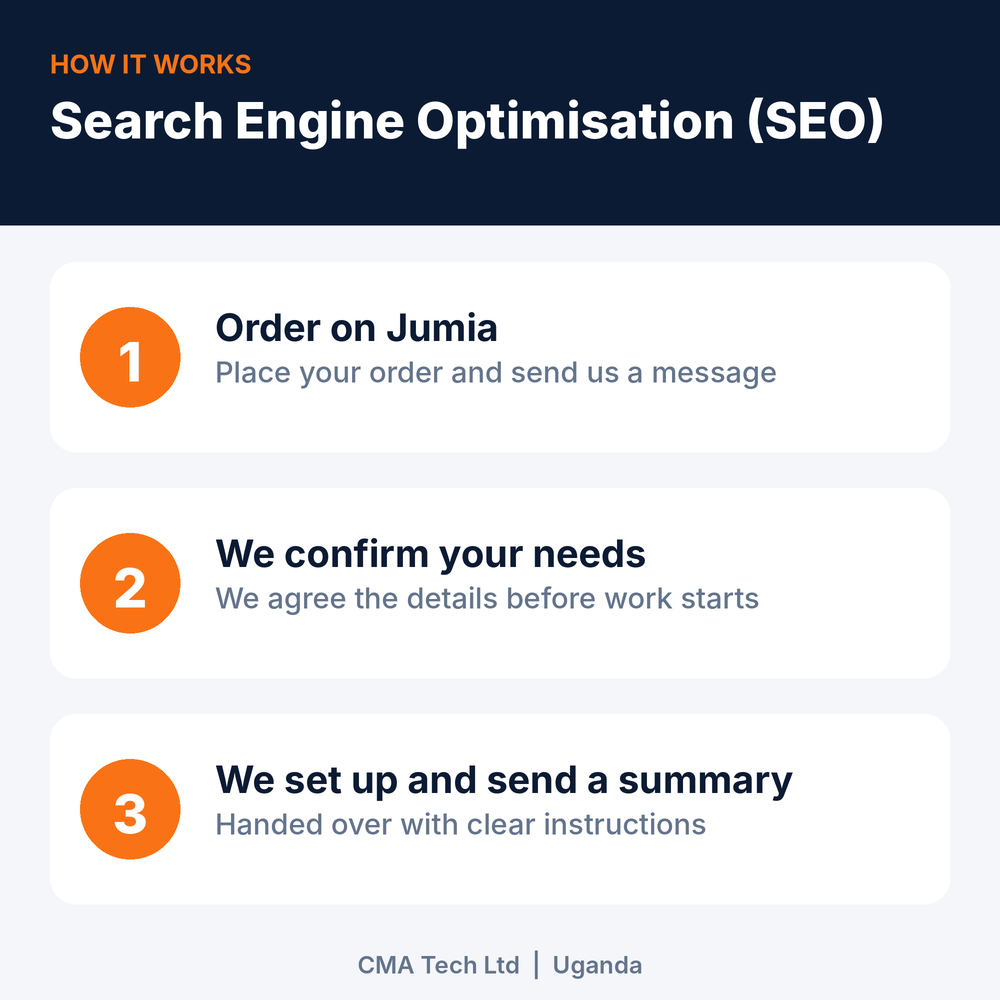 HOW IT WORKS
Search Engine Optimisation (SEO)
1
Order on Jumia
Place your order and send us a message
2
We confirm your needs
We agree the details before work starts
3
We set up and send a summary
Handed over with clear instructions
CMA Tech Ltd | Uganda